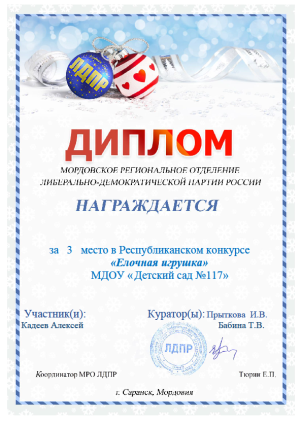 ЛДПР
ДИПЛОМ
МОРДОВСКОЕ РЕГИОНАЛЬНОЕ ОТДЕЛЕНИЕ
ЛИБЕРАЛЬНО-ДЕМОКРАТИЧЕСКОЙ ПАРТИИ РОССИИ
НАГРАЖДАЕТСЯ
за 3 место в Республиканском конкурсе
«Елочная игрушка»
МДОУ «Детский сад №117»
Участник(и): Куратор(ы): Прыткова И.В.
Кадеев Алексей Бабина Т.В.
ЛДПР
Координатор МРО ЛДПР Тюрин Е.П.
г. Саранск, Мордовия